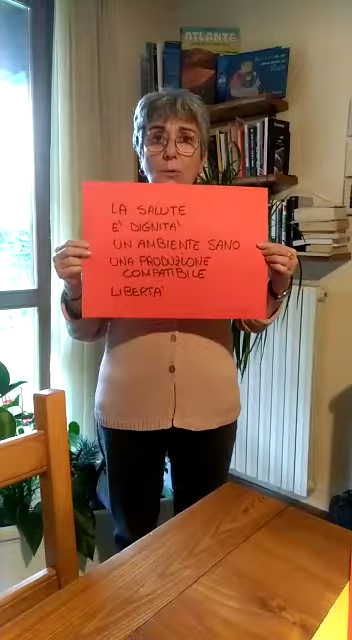 ATLANTE
LA SALUTE
E' DIGNITA'
UN AMBIENTE SANO
UNA PRODUZIONE
COMPATIBILE
LIBERTA'